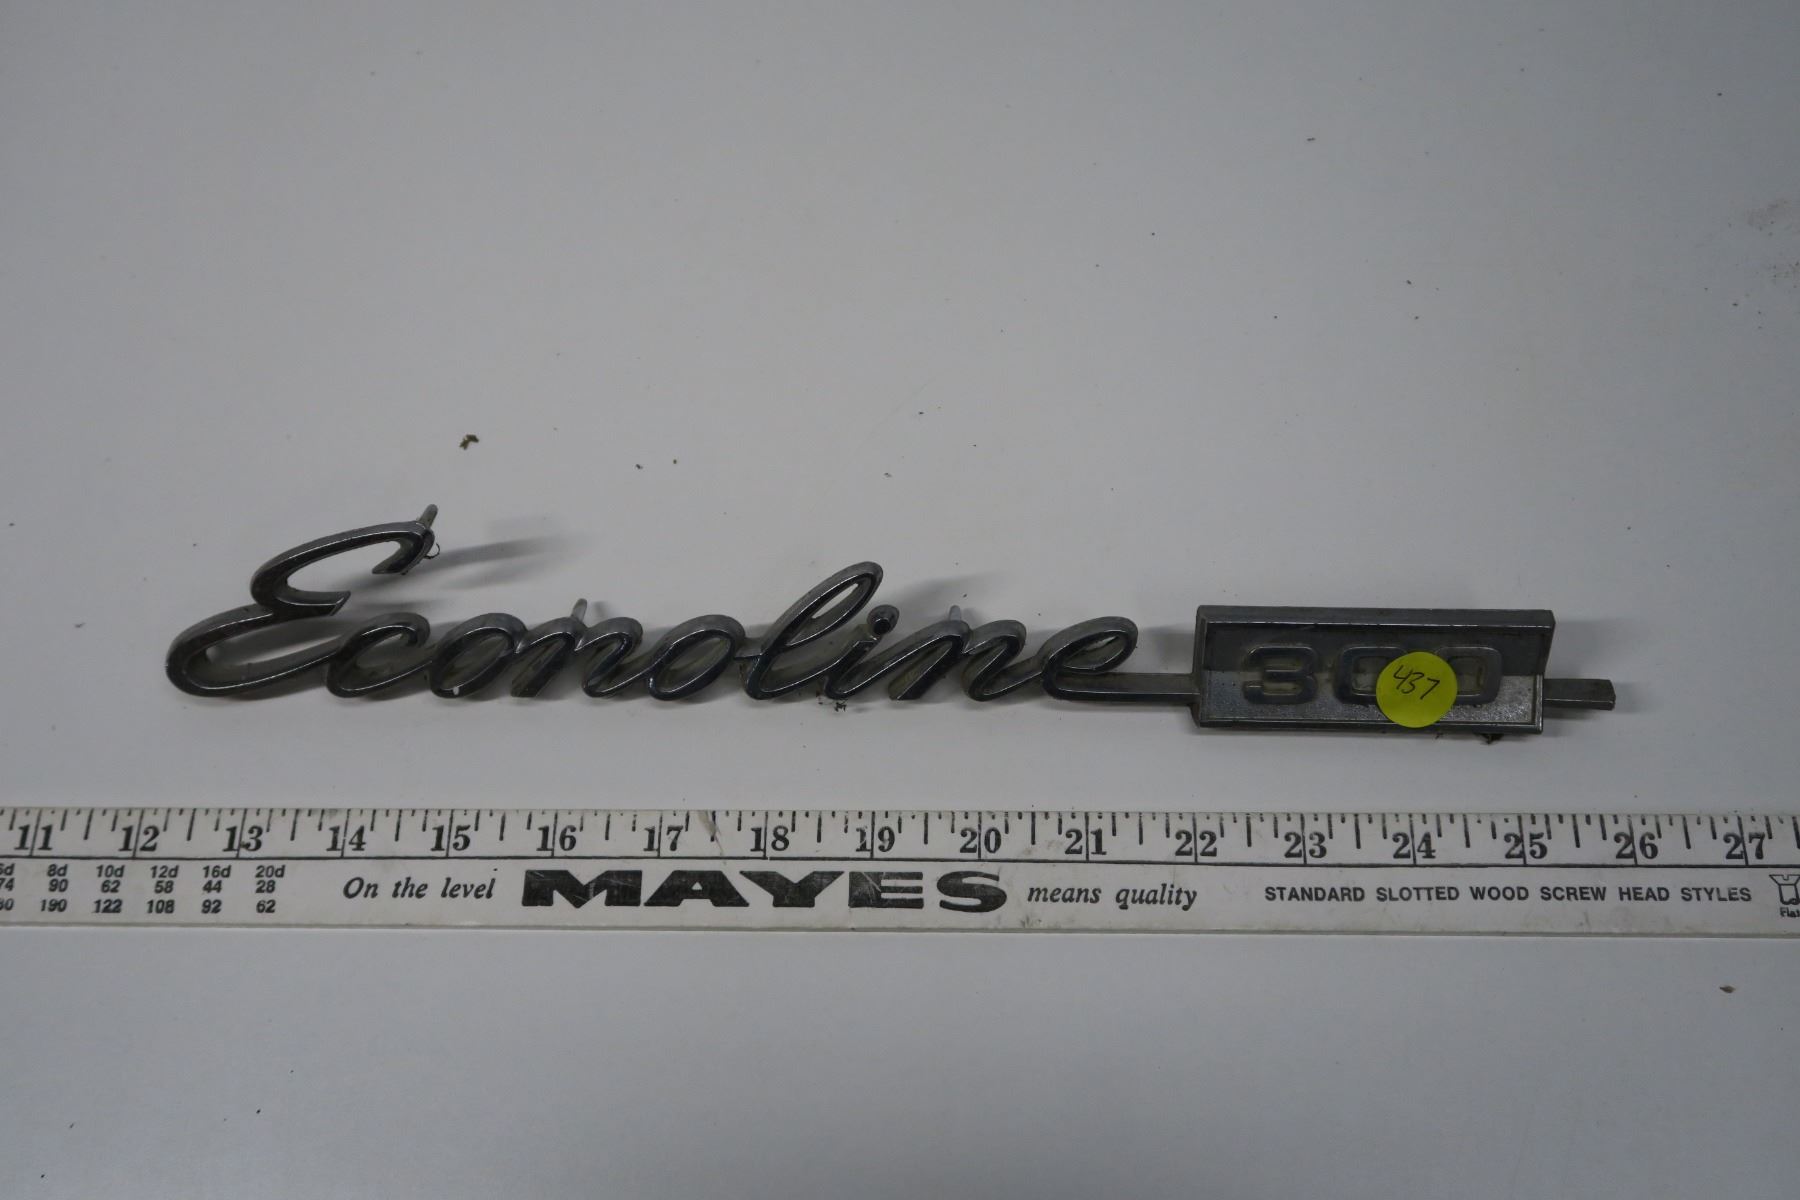 Econoline 300
437
11 12 13 14 15 16 17 18 19 20 21 22 23 24 25 26 27
6d 8d 10d 12d 16d 20d
74 90 62 58 44 28
190 122 108 92 62
On the level MAYES means quality STANDARD SLOTTED WOOD SCREW HEAD STYLES
Flat